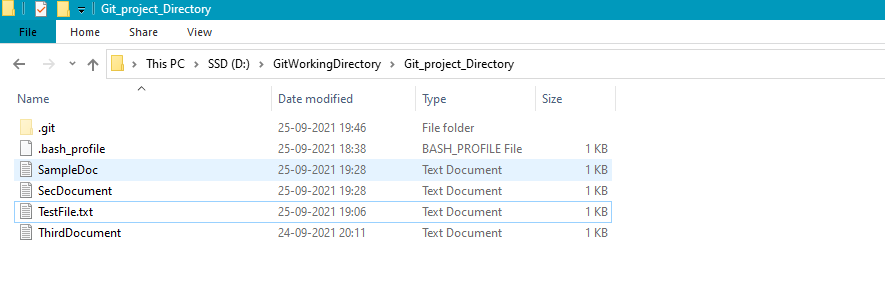 Git_project_Directory
File Home Share View
This PC > SSD (D:) > GitWorkingDirectory > Git_project_Directory
Name Date modified Type Size
.git 25-09-2021 19:46 File folder
.bash_profile 25-09-2021 18:38 BASH_PROFILE File 1 KB
SampleDoc 25-09-2021 19:28 Text Document 1 KB
SecDocument 25-09-2021 19:28 Text Document 1 KB
TestFile.txt 25-09-2021 19:06 Text Document 1 KB
ThirdDocument 24-09-2021 20:11 Text Document 1 KB